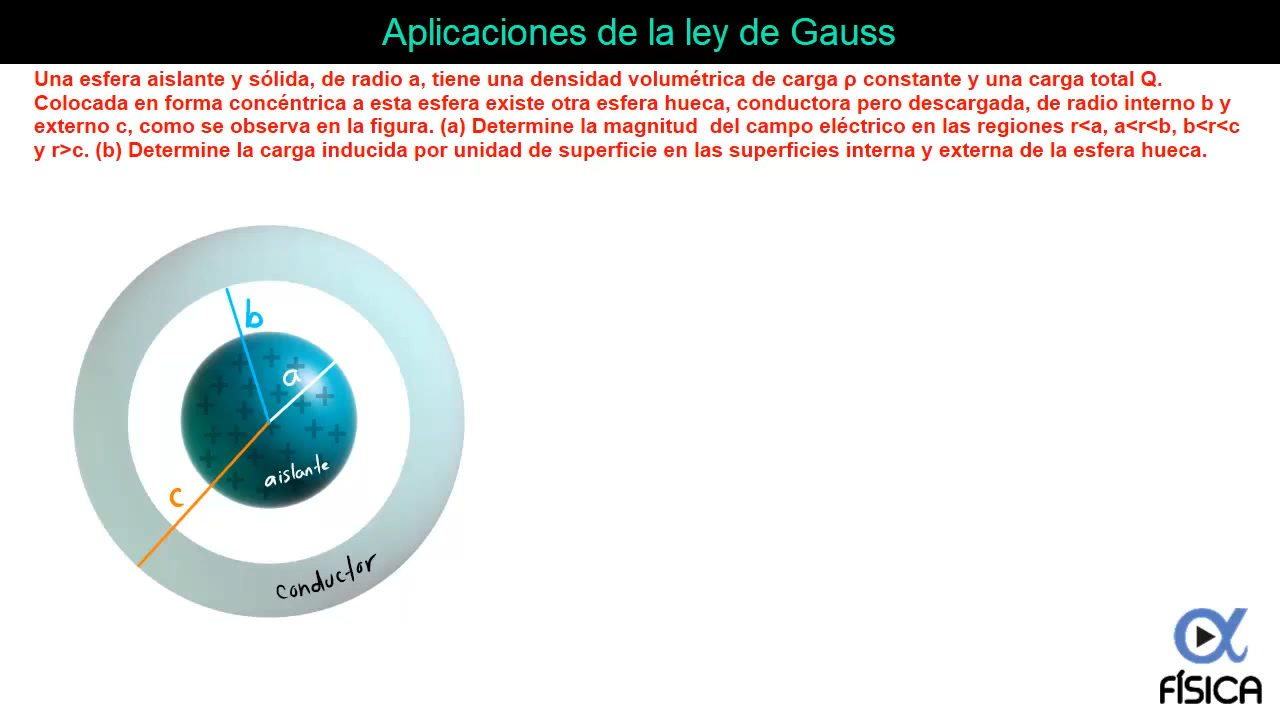 Aplicaciones de la ley de Gauss
Una esfera aislante y sólida, de radio a, tiene una densidad volumétrica de carga ρ constante y una carga total Q.
Colocada en forma concéntrica a esta esfera existe otra esfera hueca, conductora pero descargada, de radio interno b y
externo c, como se observa en la figura. (a) Determine la magnitud  del campo eléctrico en las regiones r<a, a<r<b, b<r<c
y r>c. (b) Determine la carga inducida por unidad de superficie en las superficies interna y externa de la esfera hueca.
b
a
aislante
c
conductor
FÍSICA